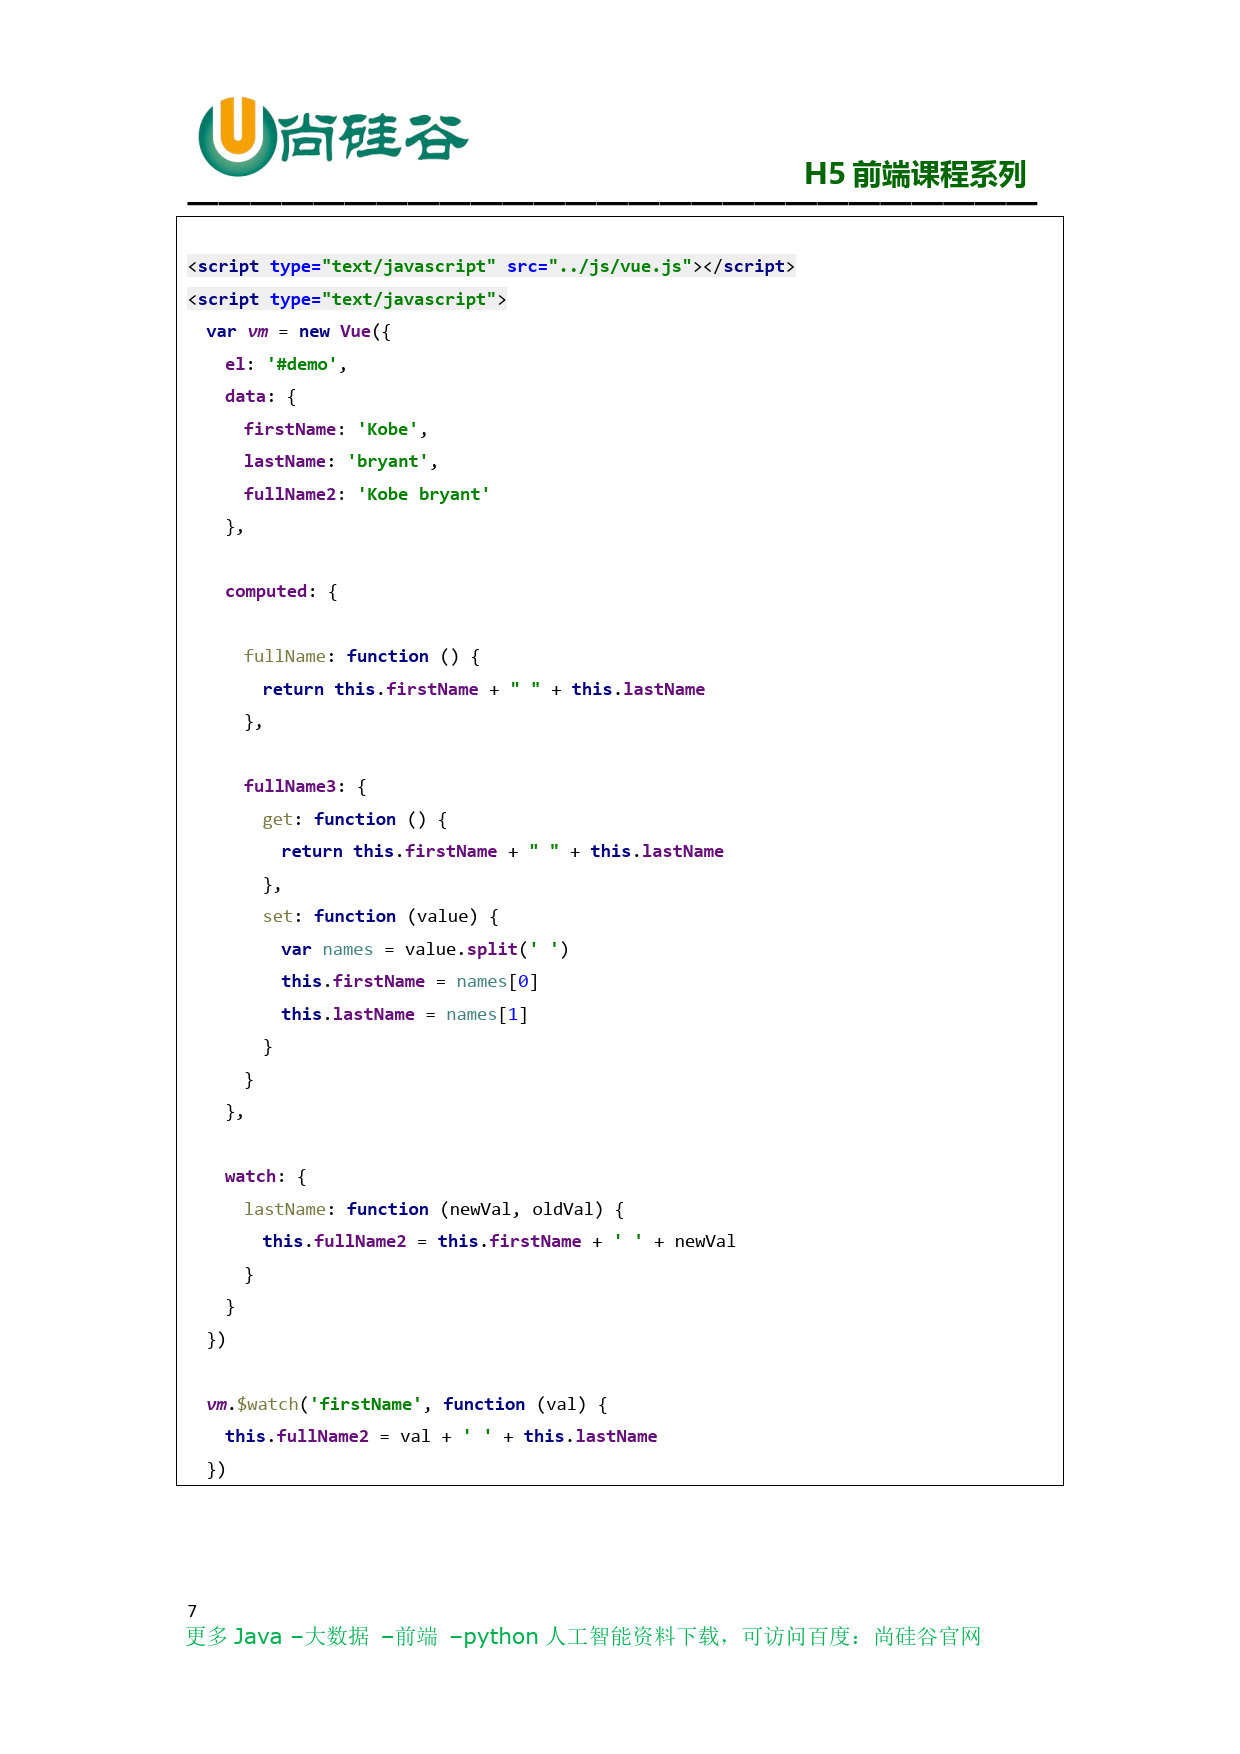 尚硅谷
H5 前端课程系列
<script type="text/javascript" src="../js/vue.js"></script>
<script type="text/javascript">
var vm = new Vue({
el: '#demo',
data: {
firstName: 'Kobe',
lastName: 'bryant',
fullName2: 'Kobe bryant'
},
computed: {
fullName: function () {
return this.firstName + " " + this.lastName
},
fullName3: {
get: function () {
return this.firstName + " " + this.lastName
},
set: function (value) {
var names = value.split(' ')
this.firstName = names[0]
this.lastName = names[1]
}
}
},
watch: {
lastName: function (newVal, oldVal) {
this.fullName2 = this.firstName + ' ' + newVal
}
}
})
vm.$watch('firstName', function (val) {
this.fullName2 = val + ' ' + this.lastName
})
7
更多 Java –大数据 –前端 –python 人工智能资料下载，可访问百度：尚硅谷官网